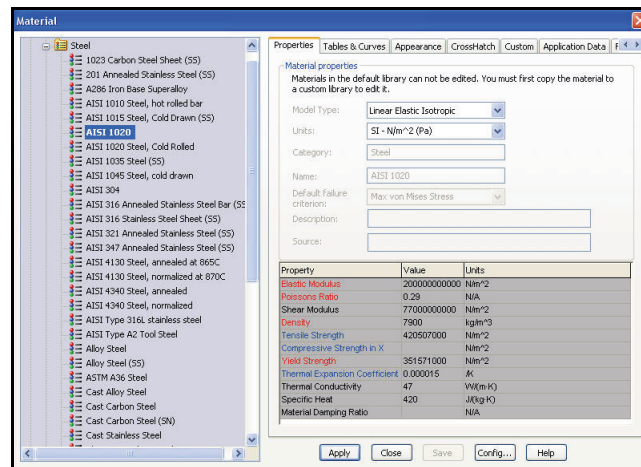 Material
Steel
1023 Carbon Steel Sheet (SS)
201 Annealed Stainless Steel (SS)
A286 Iron Base Superalloy
AISI 1010 Steel, hot rolled bar
AISI 1015 Steel, Cold Drawn (SS)
AISI 1020
AISI 1020 Steel, Cold Rolled
AISI 1035 Steel (SS)
AISI 1045 Steel, cold drawn
AISI 304
AISI 316 Annealed Stainless Steel Bar (SS
AISI 316 Stainless Steel Sheet (SS)
AISI 321 Annealed Stainless Steel (SS)
AISI 347 Annealed Stainless Steel (SS)
AISI 4130 Steel, annealed at 865C
AISI 4130 Steel, normalized at 870C
AISI 4340 Steel, annealed
AISI 4340 Steel, normalized
AISI Type 316L stainless steel
AISI Type A2 Tool Steel
Alloy Steel
Alloy Steel (SS)
ASTM A36 Steel
Cast Alloy Steel
Cast Carbon Steel
Cast Carbon Steel (SN)
Cast Stainless Steel
Properties Tables & Curves Appearance CrossHatch Custom Application Data F
Material properties
Materials in the default library can not be edited. You must first copy the material to
a custom library to edit it.
Model Type: Linear Elastic Isotropic
Units: SI - N/m^2 (Pa)
Category: Steel
Name: AISI 1020
Default failure
criterion: Max von Mises Stress
Description:
Source:
Property Value Units
Elastic Modulus 200000000000 N/m^2
Poissons Ratio 0.29 N/A
Shear Modulus 77000000000 N/m^2
Density 7900 kg/m^3
Tensile Strength 420507000 N/m^2
Compressive Strength in X N/m^2
Yield Strength 351571000 N/m^2
Thermal Expansion Coefficient 0.000015 /K
Thermal Conductivity 47 W/(m·K)
Specific Heat 420 J/(kg·K)
Material Damping Ratio N/A
Apply Close Save Config... Help